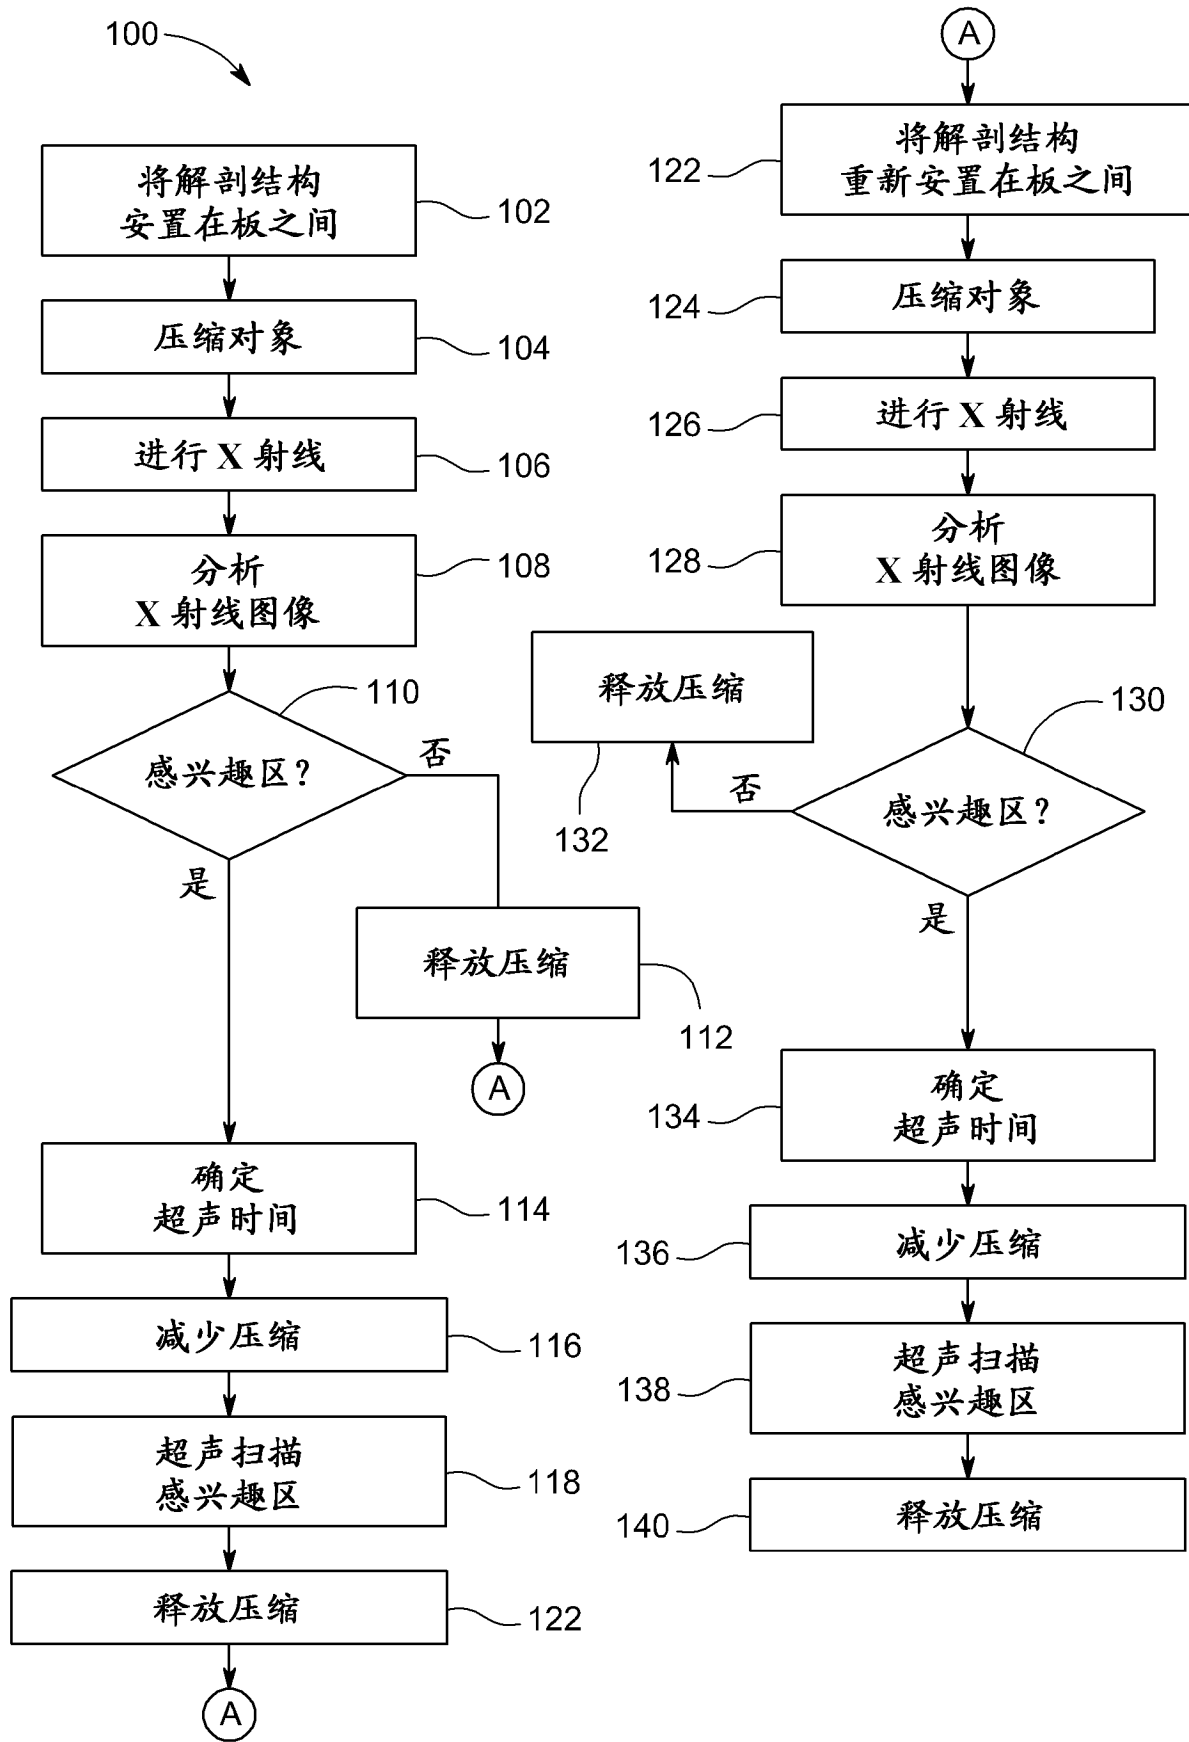 100
将解剖结构
安置在板之间
102
压缩对象
104
进行 X 射线
106
分析
X 射线图像
108
110
感兴趣区?
否
是
释放压缩
112
A
确定
超声时间
114
减少压缩
116
超声扫描
感兴趣区
118
释放压缩
122
A
A
将解剖结构
重新安置在板之间
122
压缩对象
124
进行 X 射线
126
分析
X 射线图像
128
释放压缩
132
130
感兴趣区?
否
是
确定
超声时间
134
减少压缩
136
超声扫描
感兴趣区
138
释放压缩
140